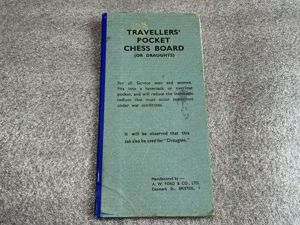 TRAVELLERS'
POCKET
CHESS BOARD
(OR DRAUGHTS)
For all Service men and women.
Fits into a haversack or overcoat
pocket, and will reduce the inevitable
tedium that must occur sometimes
under war conditions.
It will be observed that this
can also be used for "Draughts."
Manufactured by—
A. W. FORD & CO., LTD.
Denmark St., BRISTOL, 1